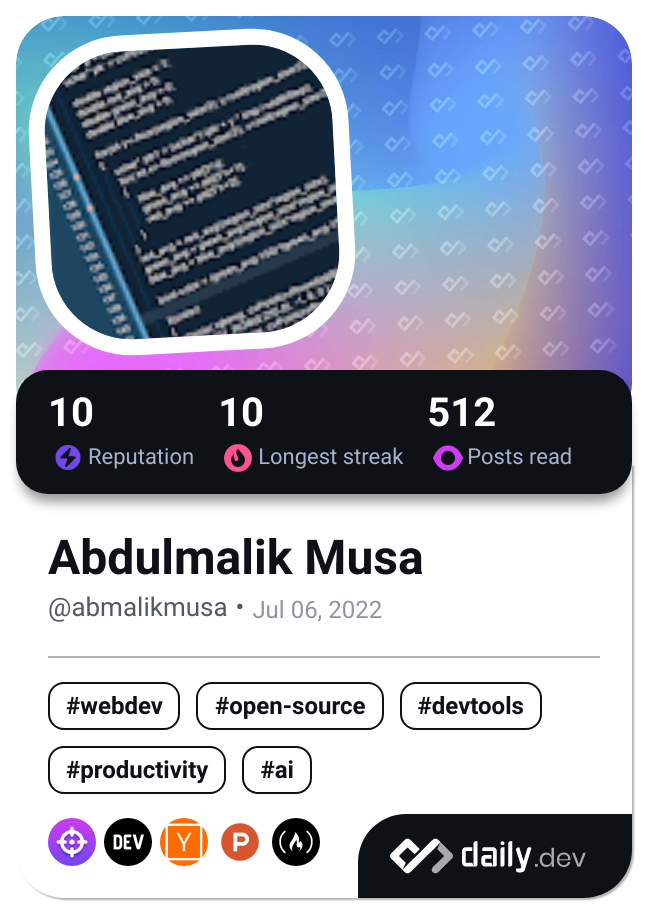 10 10 512
Reputation Longest streak Posts read
Abdulmalik Musa
@abmalikmusa • Jul 06, 2022
#webdev #open-source #devtools
#productivity #ai
DEV Y P
daily.dev